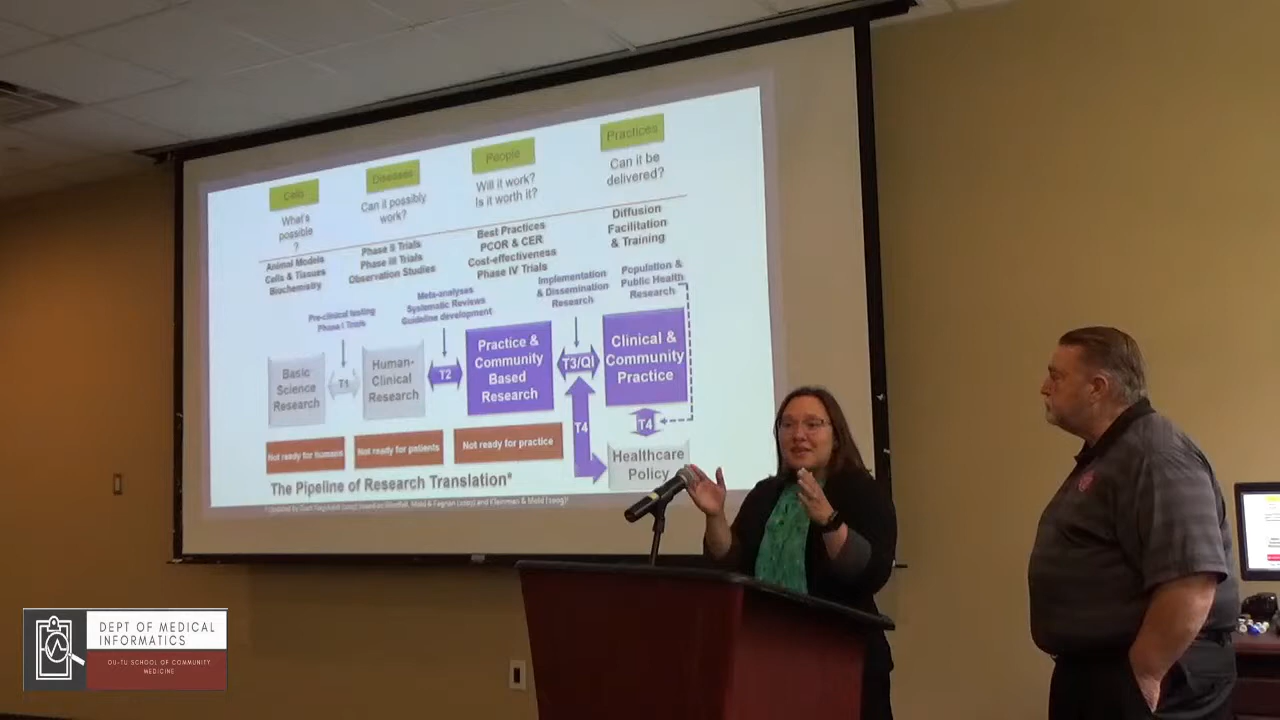 Cells
Diseases
People
Practices
What's
possible
?
Can it possibly
work?
Will it work?
Is it worth it?
Can it be
delivered?
Animal Models
Cells & Tissues
Biochemistry
Phase II Trials
Phase III Trials
Observation Studies
Best Practices
PCOR & CER
Cost-effectiveness
Phase IV Trials
Diffusion
Facilitation
& Training
Pre-clinical testing
Phase I Trials
Meta-analyses
Systematic Reviews
Guideline development
Implementation
& Dissemination
Research
Population &
Public Health
Research
Basic
Science
Research
T1
Human-
Clinical
Research
T2
Practice &
Community
Based
Research
T3/QI
Clinical &
Community
Practice
T4
T4
Healthcare
Policy
Not ready for humans
Not ready for patients
Not ready for practice
The Pipeline of Research Translation*
DEPT OF MEDICAL
INFORMATICS
OU-TU SCHOOL OF COMMUNITY
MEDICINE